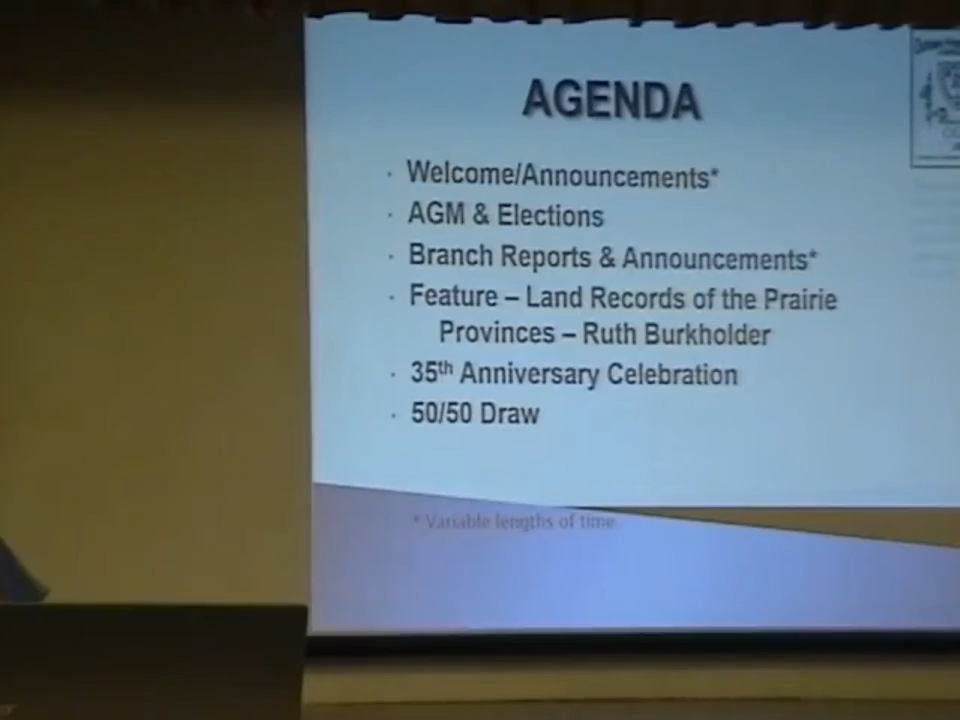 AGENDA
· Welcome/Announcements*
· AGM & Elections
· Branch Reports & Announcements*
· Feature – Land Records of the Prairie
Provinces – Ruth Burkholder
· 35th Anniversary Celebration
· 50/50 Draw
* Variable lengths of time